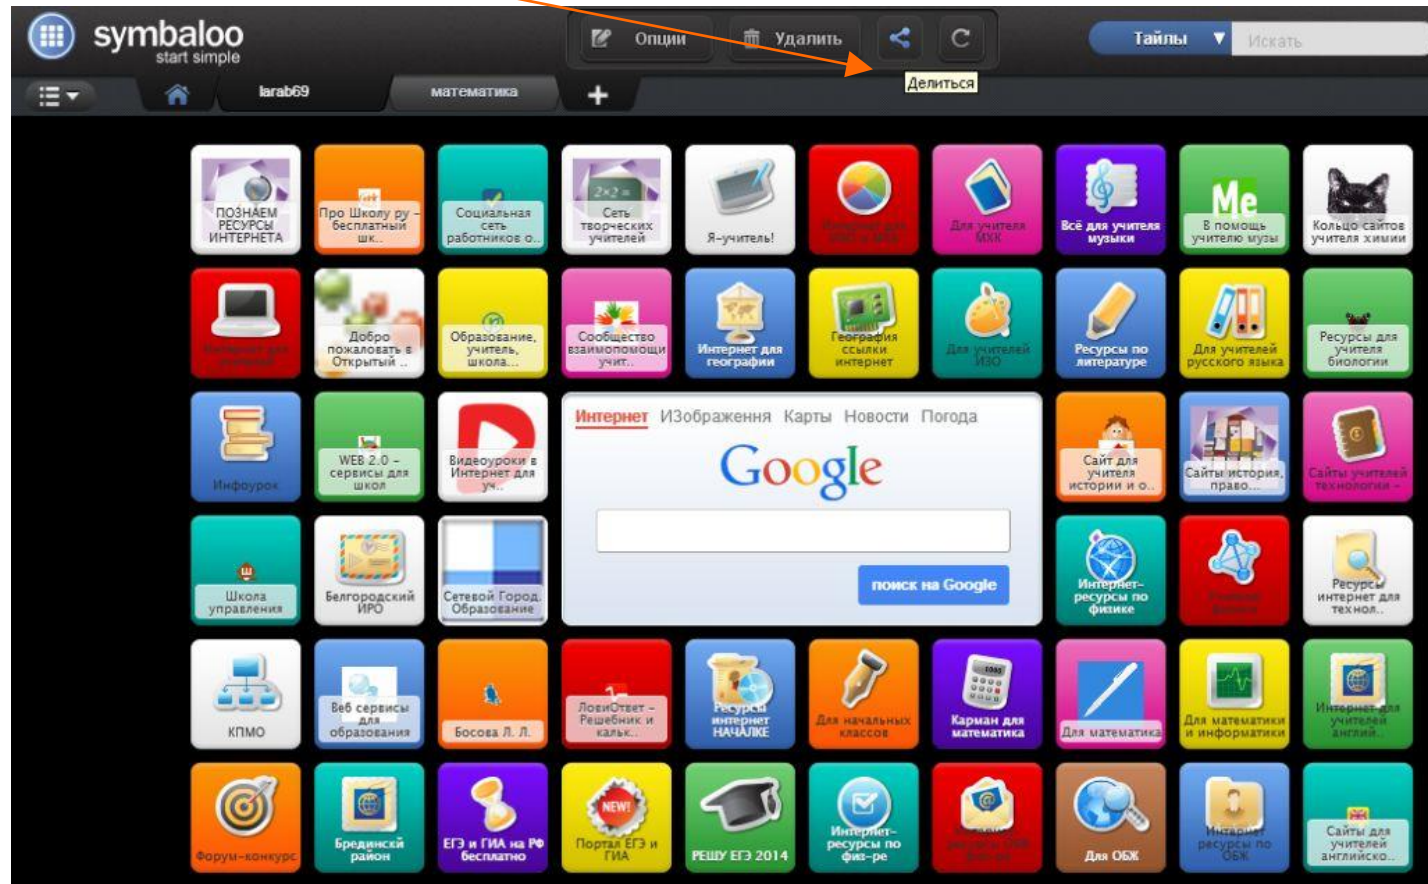 symbaloo
start simple
Опции
Удалить
Тайлы
Искать
Делиться
larab69
математика
ПОЗНАЕМ
РЕСУРСЫ
ИНТЕРНЕТА
Про Школу ру –
бесплатный
шк..
Социальная
сеть
работников о..
2×2 =
Сеть
творческих
учителей
Я-учитель!
Для учителя
МХК
Всё для учителя
музыки
Me
В помощь
учителю музы
Кольцо сайтов
учителя химии
Добро
пожаловать в
Открытый ..
Образование,
учитель,
школа...
Сообщество
взаимопомощи
учит..
Интернет для
географии
География
ссылки
интернет
Для учителей
ИЗО
Ресурсы по
литературе
Для учителей
русского языка
Ресурсы для
учителя
биологии
Инфоурок
WEB 2.0 –
сервисы для
школ
Видеоуроки в
Интернет для
уч..
Интернет ИЗображения Карты Новости Погода
Google
поиск на Google
Сайт для
учителя
истории и о..
Сайты история,
право...
Сайты учителей
технологии –
Школа
управления
Белгородский
ИРО
Сетевой Город.
Образование
Интернет-
ресурсы по
физике
Ресурсы
интернет для
технол..
КПМО
Веб сервисы
для
образования
Босова Л. Л.
ЛовиОтвет –
Решебник и
кальк..
Ресурсы
интернет
НАЧАЛКЕ
Для начальных
классов
Карман для
математика
Для математика
Для математики
и информатики
Интернет для
учителей
англий..
Форум-конкурс
Брединскй
район
ЕГЭ и ГИА на РФ
бесплатно
NEW!
Портал ЕГЭ и
ГИА
РЕШУ ЕГЭ 2014
Интернет-
ресурсы по
физ-ре
Для ОБЖ
Интернет
ресурсы по
ОБЖ
Сайты для
учителей
английско..